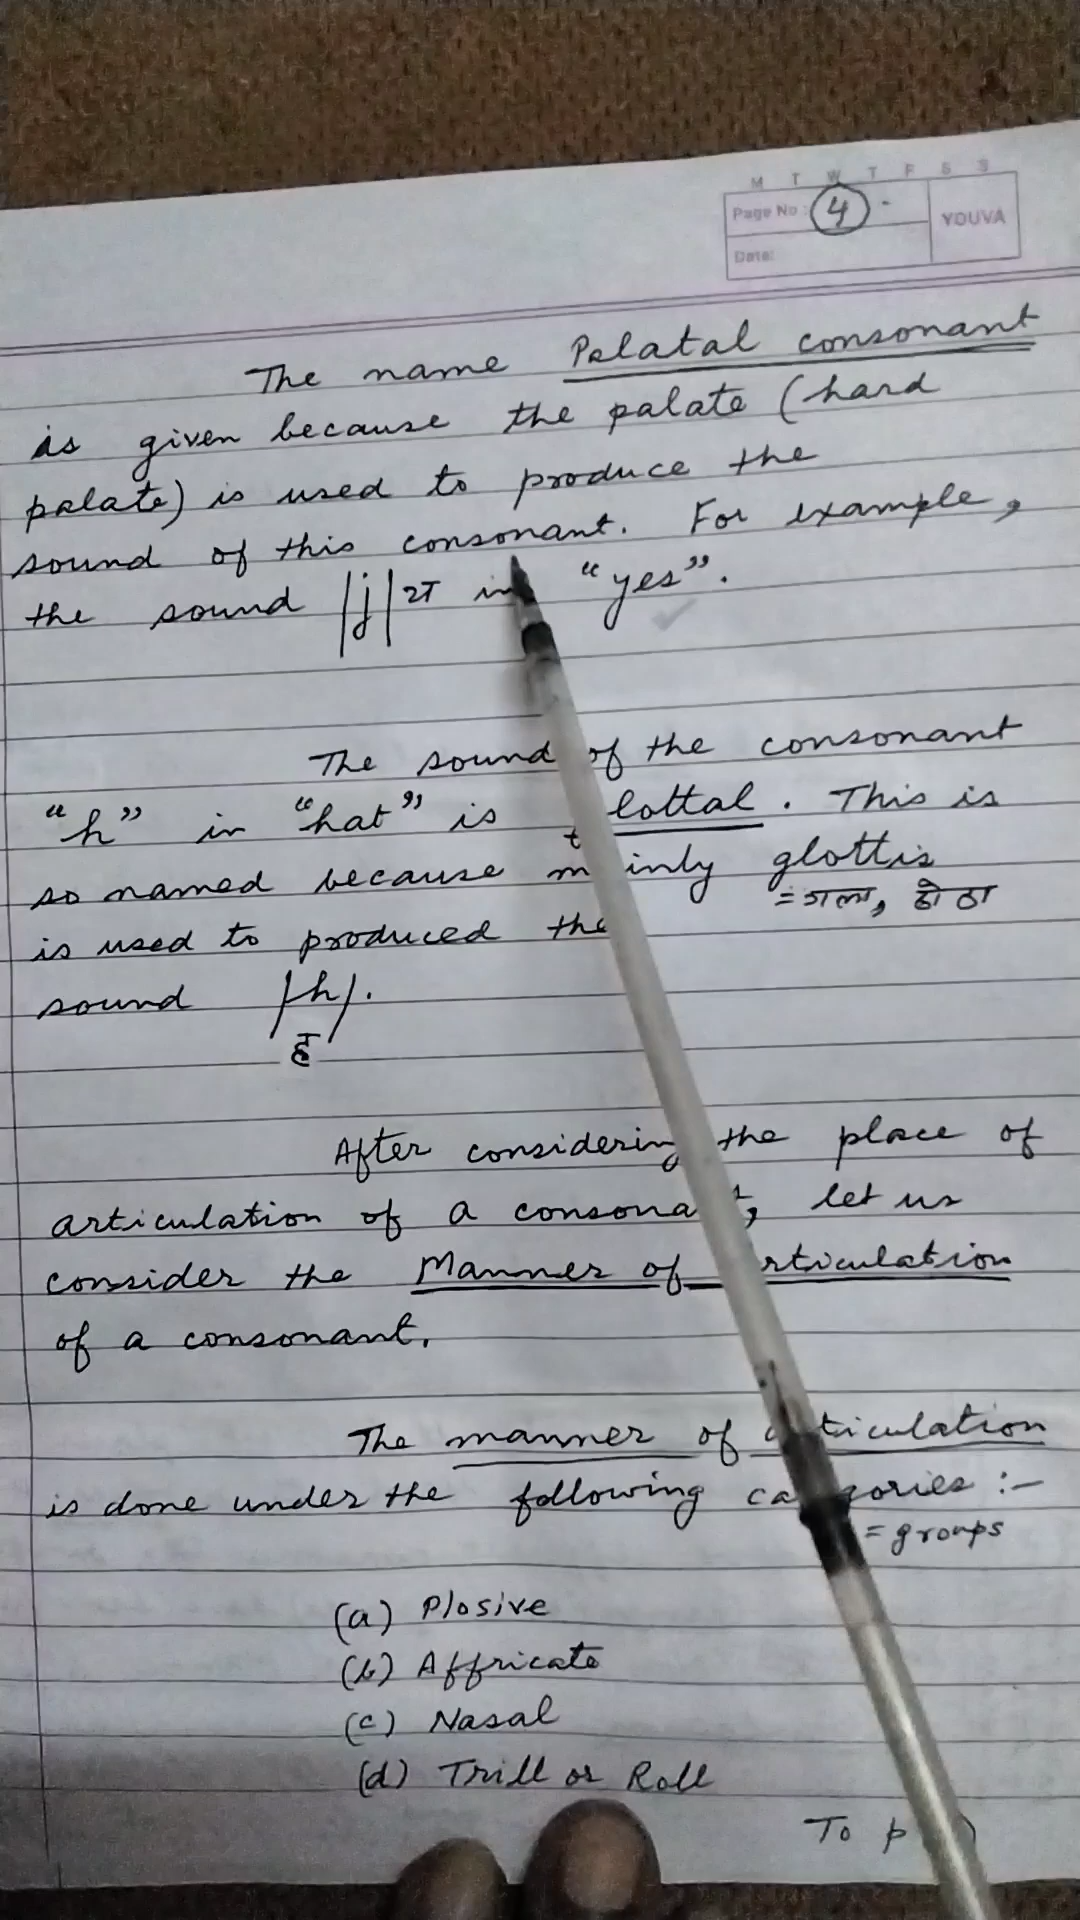 M T W T F S S
Page No : 4
YOUVA
Date:
The name Palatal consonant
is given because the palate (hard
palate) is used to produce the
sound of this consonant. For example,
the sound /j/ य in "yes".
The sound of the consonant
"h" in "hat" is lottal. This is
so named because inly glottis
= गला,
is used to produced the
sound /h/.
ह
After considerin the place of
articulation of a consona t, let us
consider the Manner of rticulation
of a consonant.
The manner of ticulation
is done under the following ca gories :-
= groups
(a) Plosive
(b) Affricate
(c) Nasal
(d) Trill or Roll
To p